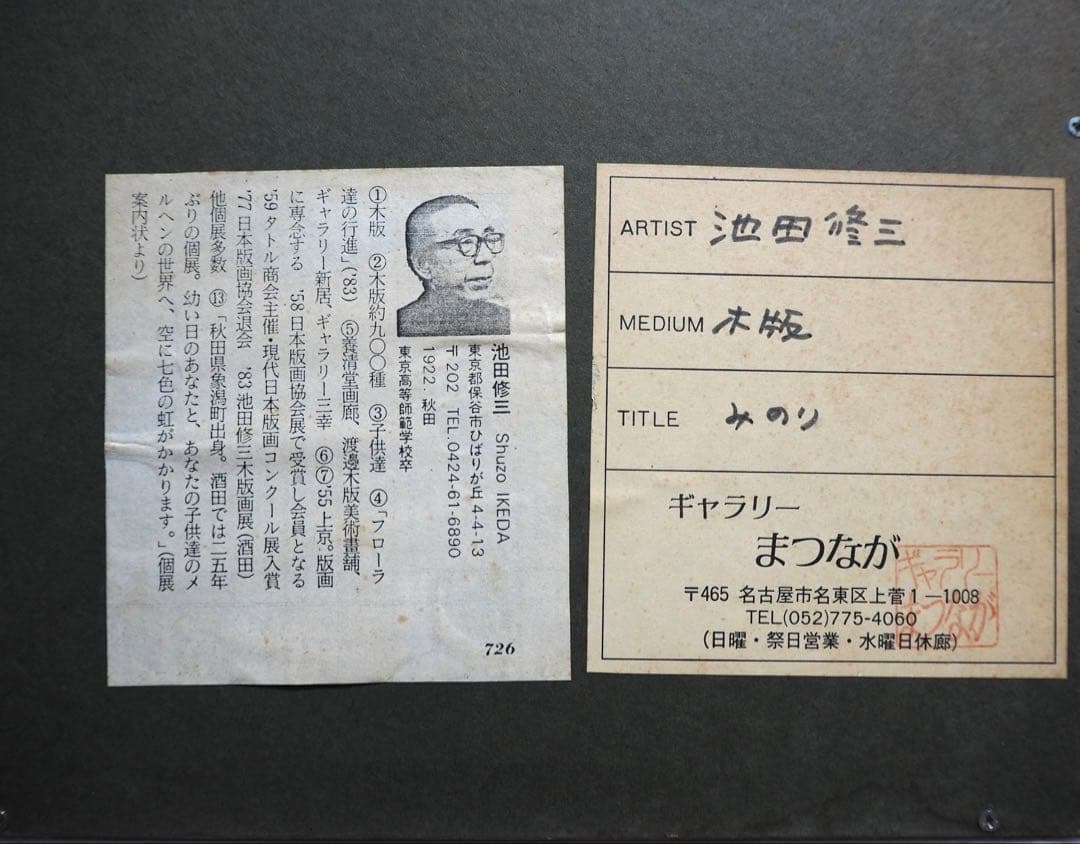 池田修三 Shuzo IKEDA
東京都保谷市ひばりが丘4-4-13
〒202 TEL.0424-61-6890
1922. 秋田
東京高等師範学校卒
①木版 ②木版約九〇〇種 ③子供達 ④「フローラ
達の行進」('83) ⑤養清堂画廊、渡邊木版美術畫舗、
ギャラリー新居、ギャラリー三幸 ⑥⑦'55上京。版画
に専念する '58日本版画協会展で受賞し会員となる
'59タトル商会主催・現代日本版画コンクール展入賞
'77日本版画協会退会 '83池田修三木版画展(酒田)
他個展多数 ⑬「秋田県象潟町出身。酒田では二五年
ぶりの個展。幼い日のあなたと、あなたの子供達のメ
ルヘンの世界へ、空に七色の虹がかかります。」(個展
案内状より)
726
ARTIST 池田修三
MEDIUM 木版
TITLE みのり
ギャラリー
まつなが
〒465 名古屋市名東区上菅1―1008
TEL(052)775-4060
(日曜・祭日営業・水曜日休廊)
ギャラリー
まつなが